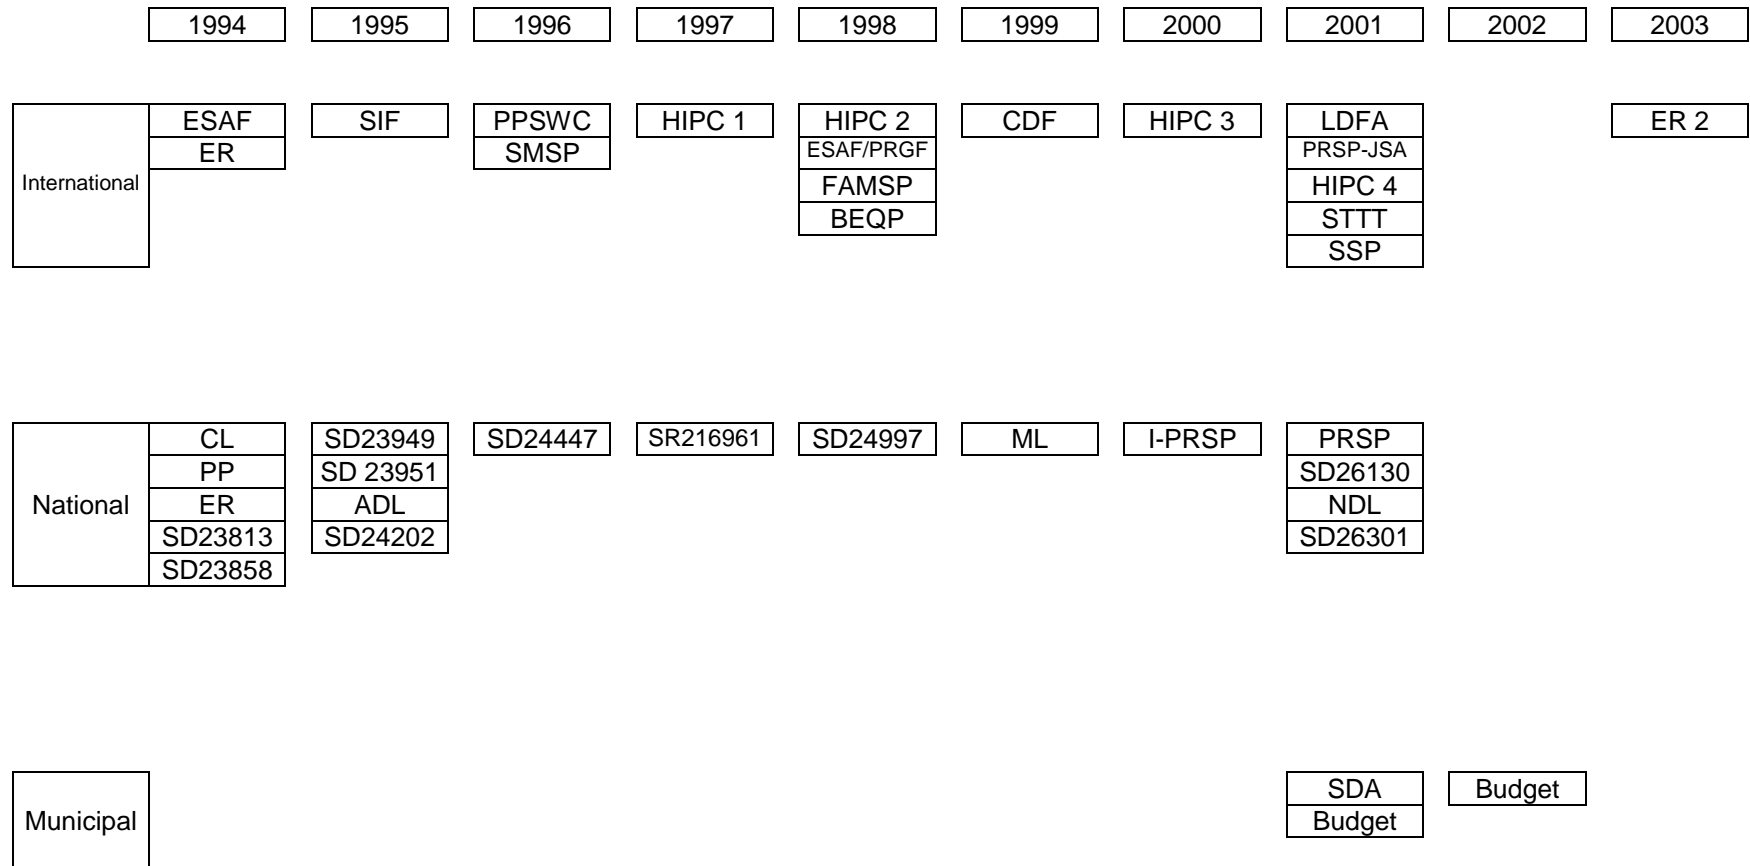 1994 1995 1996 1997 1998 1999 2000 2001 2002 2003
ESAF SIF PPSWC HIPC 1 HIPC 2 CDF HIPC 3 LDFA ER 2
ER SMSP ESAF/PRGF PRSP-JSA
International FAMSP HIPC 4
BEQP STTT
SSP
CL SD23949 SD24447 SR216961 SD24997 ML I-PRSP PRSP
PP SD 23951 SD26130
National ER ADL NDL
SD23813 SD24202 SD26301
SD23858
SDA Budget
Municipal Budget